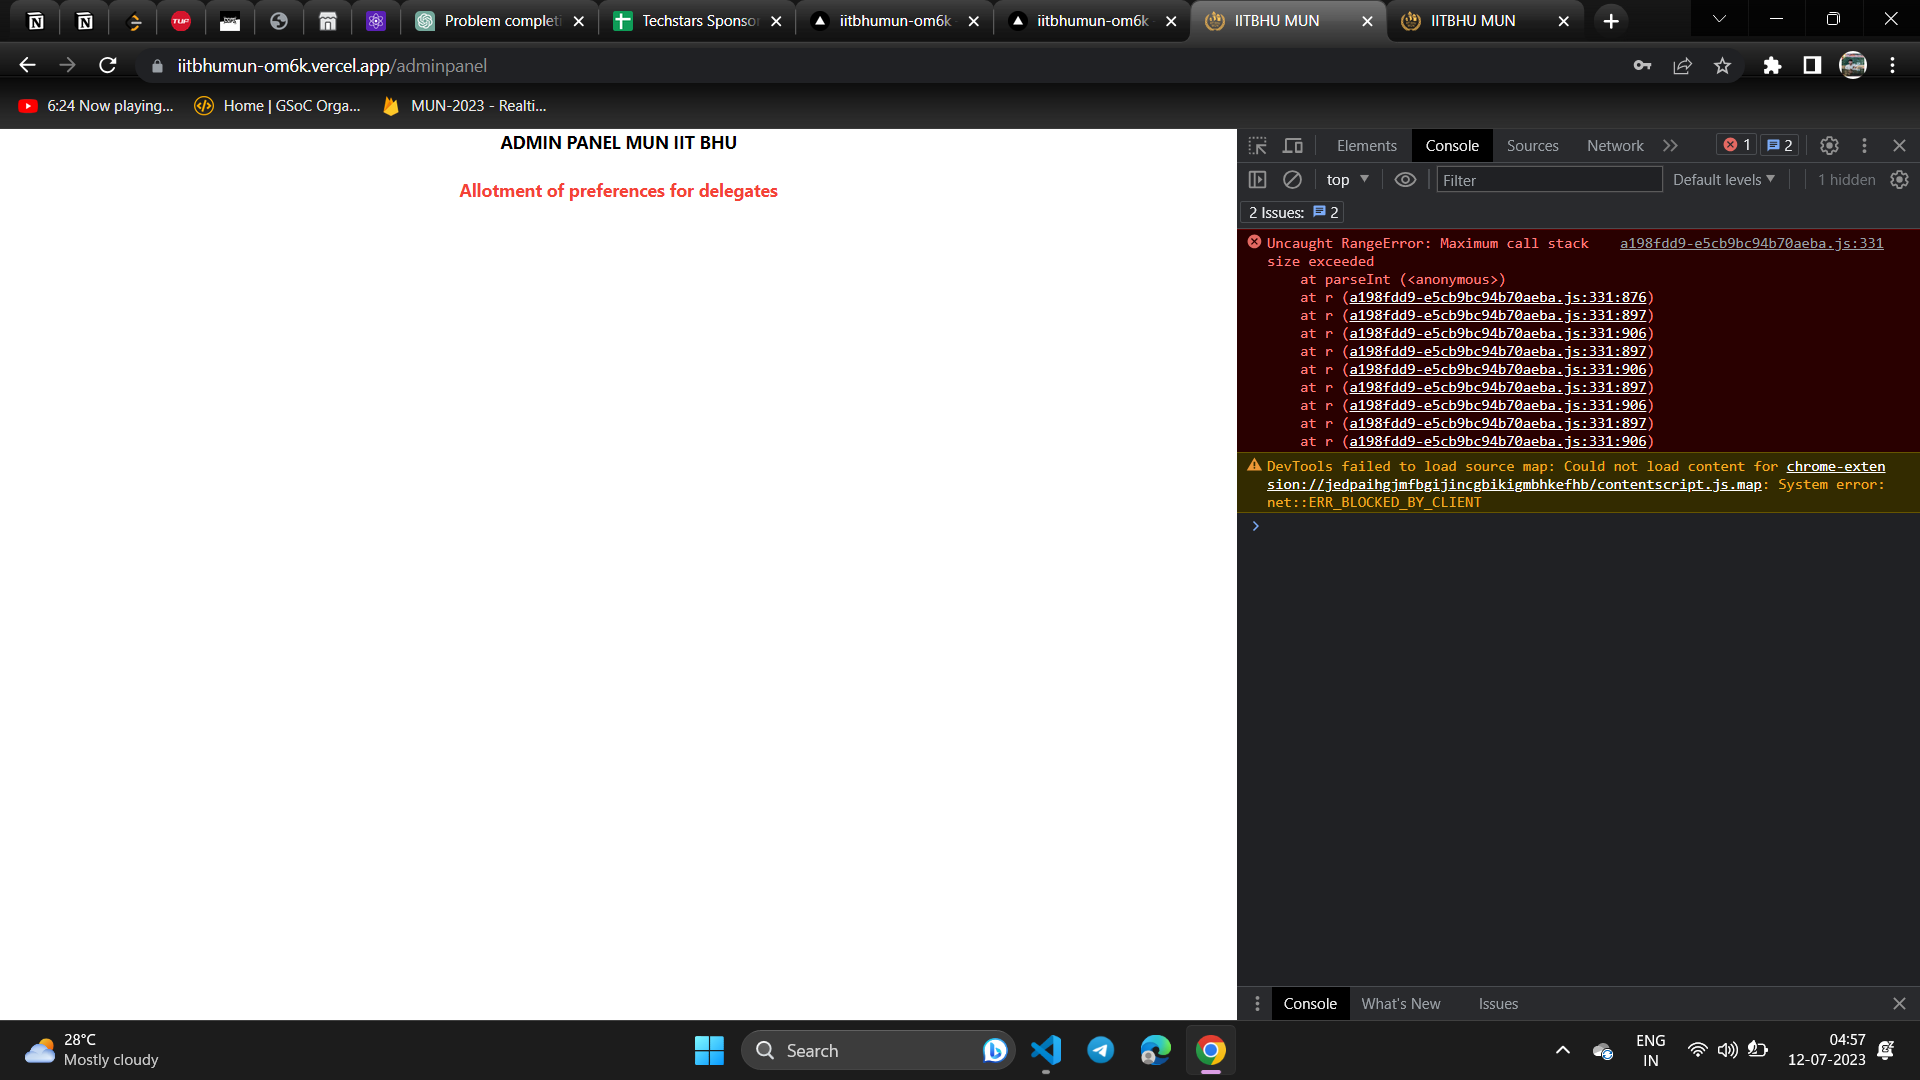 Problem completi
Techstars Sponsor
iitbhumun-om6k
iitbhumun-om6k
IITBHU MUN
IITBHU MUN
iitbhumun-om6k.vercel.app/adminpanel
6:24 Now playing...
Home | GSoC Orga...
MUN-2023 - Realti...
ADMIN PANEL MUN IIT BHU
Allotment of preferences for delegates
Elements
Console
Sources
Network
1
2
top
Filter
Default levels
1 hidden
2 Issues:
2
Uncaught RangeError: Maximum call stack a198fdd9-e5cb9bc94b70aeba.js:331
size exceeded
at parseInt (<anonymous>)
at r (a198fdd9-e5cb9bc94b70aeba.js:331:876)
at r (a198fdd9-e5cb9bc94b70aeba.js:331:897)
at r (a198fdd9-e5cb9bc94b70aeba.js:331:906)
at r (a198fdd9-e5cb9bc94b70aeba.js:331:897)
at r (a198fdd9-e5cb9bc94b70aeba.js:331:906)
at r (a198fdd9-e5cb9bc94b70aeba.js:331:897)
at r (a198fdd9-e5cb9bc94b70aeba.js:331:906)
at r (a198fdd9-e5cb9bc94b70aeba.js:331:897)
at r (a198fdd9-e5cb9bc94b70aeba.js:331:906)
DevTools failed to load source map: Could not load content for chrome-exten
sion://jedpaihgjmfbgijincgbikigmbhkefhb/contentscript.js.map: System error:
net::ERR_BLOCKED_BY_CLIENT
Console
What's New
Issues
28°C
Mostly cloudy
Search
ENG
IN
04:57
12-07-2023